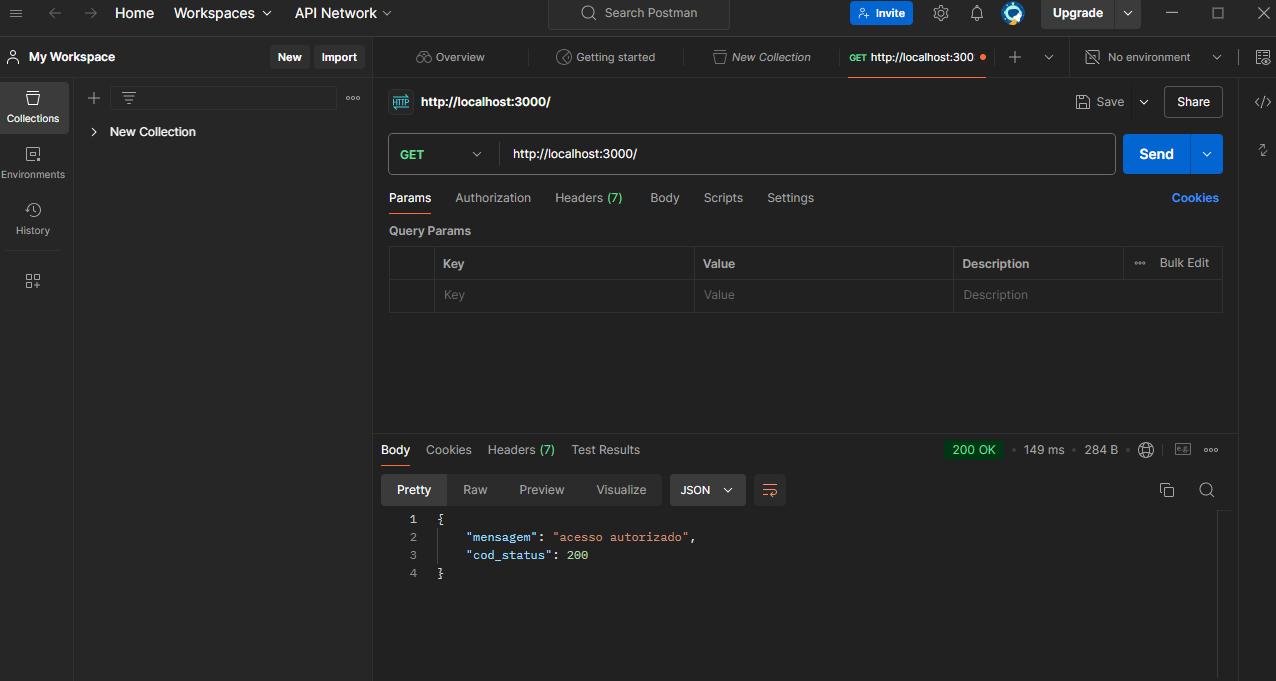 Home Workspaces API Network Search Postman Invite Upgrade
My Workspace New Import Overview Getting started New Collection GET http://localhost:300 No environment
Collections
New Collection
Environments
History
HTTP http://localhost:3000/ Save Share
GET http://localhost:3000/ Send
Params Authorization Headers (7) Body Scripts Settings Cookies
Query Params
Key Value Description Bulk Edit
Key Value Description
Body Cookies Headers (7) Test Results 200 OK 149 ms 284 B
Pretty Raw Preview Visualize JSON
1 {
2 "mensagem": "acesso autorizado",
3 "cod_status": 200
4 }